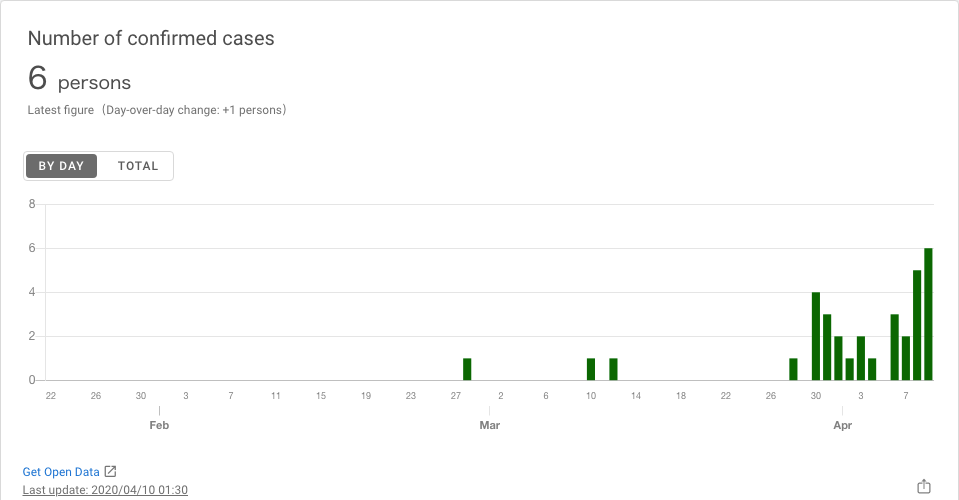 Number of confirmed cases
6 persons
Latest figure (Day-over-day change: +1 persons)
BY DAY TOTAL
8
6
4
2
0
22 26 30 3 7 11 15 19 23 27 2 6 10 14 18 22 26 30 3 7
Feb Mar Apr
Get Open Data
Last update: 2020/04/10 01:30